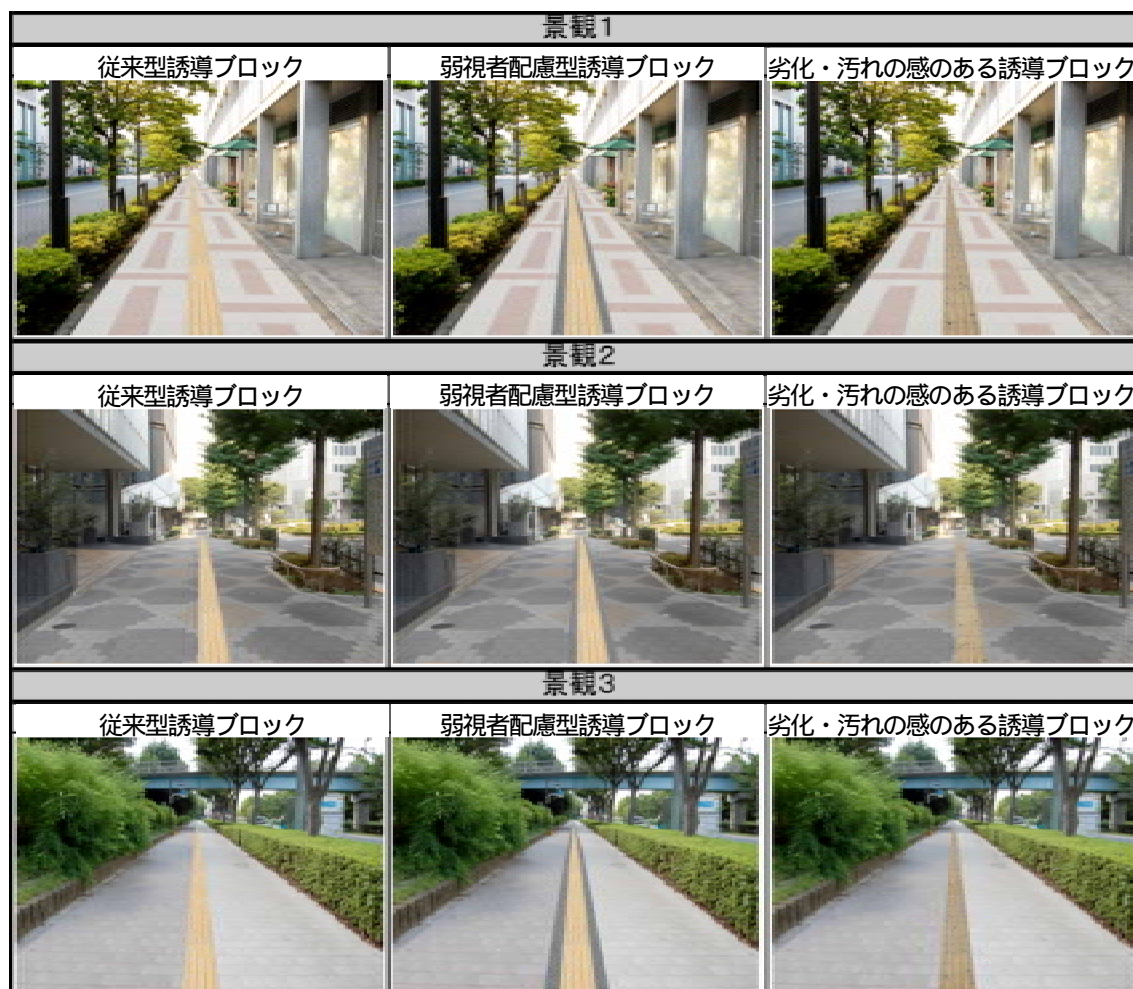 景観1
従来型誘導ブロック
弱視者配慮型誘導ブロック
劣化・汚れの感のある誘導ブロック
景観2
従来型誘導ブロック
弱視者配慮型誘導ブロック
劣化・汚れの感のある誘導ブロック
景観3
従来型誘導ブロック
弱視者配慮型誘導ブロック
劣化・汚れの感のある誘導ブロック